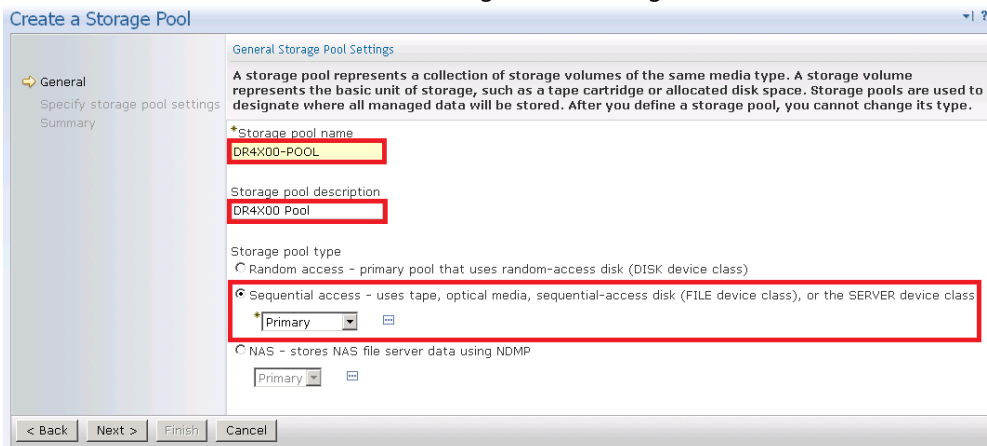 Create a Storage Pool
?
General Storage Pool Settings
General
Specify storage pool settings
Summary
A storage pool represents a collection of storage volumes of the same media type. A storage volume
represents the basic unit of storage, such as a tape cartridge or allocated disk space. Storage pools are used to
designate where all managed data will be stored. After you define a storage pool, you cannot change its type.
*Storage pool name
DR4X00-POOL
Storage pool description
DR4X00 Pool
Storage pool type
Random access - primary pool that uses random-access disk (DISK device class)
Sequential access - uses tape, optical media, sequential-access disk (FILE device class), or the SERVER device class
*Primary
NAS - stores NAS file server data using NDMP
Primary
< Back Next > Finish Cancel